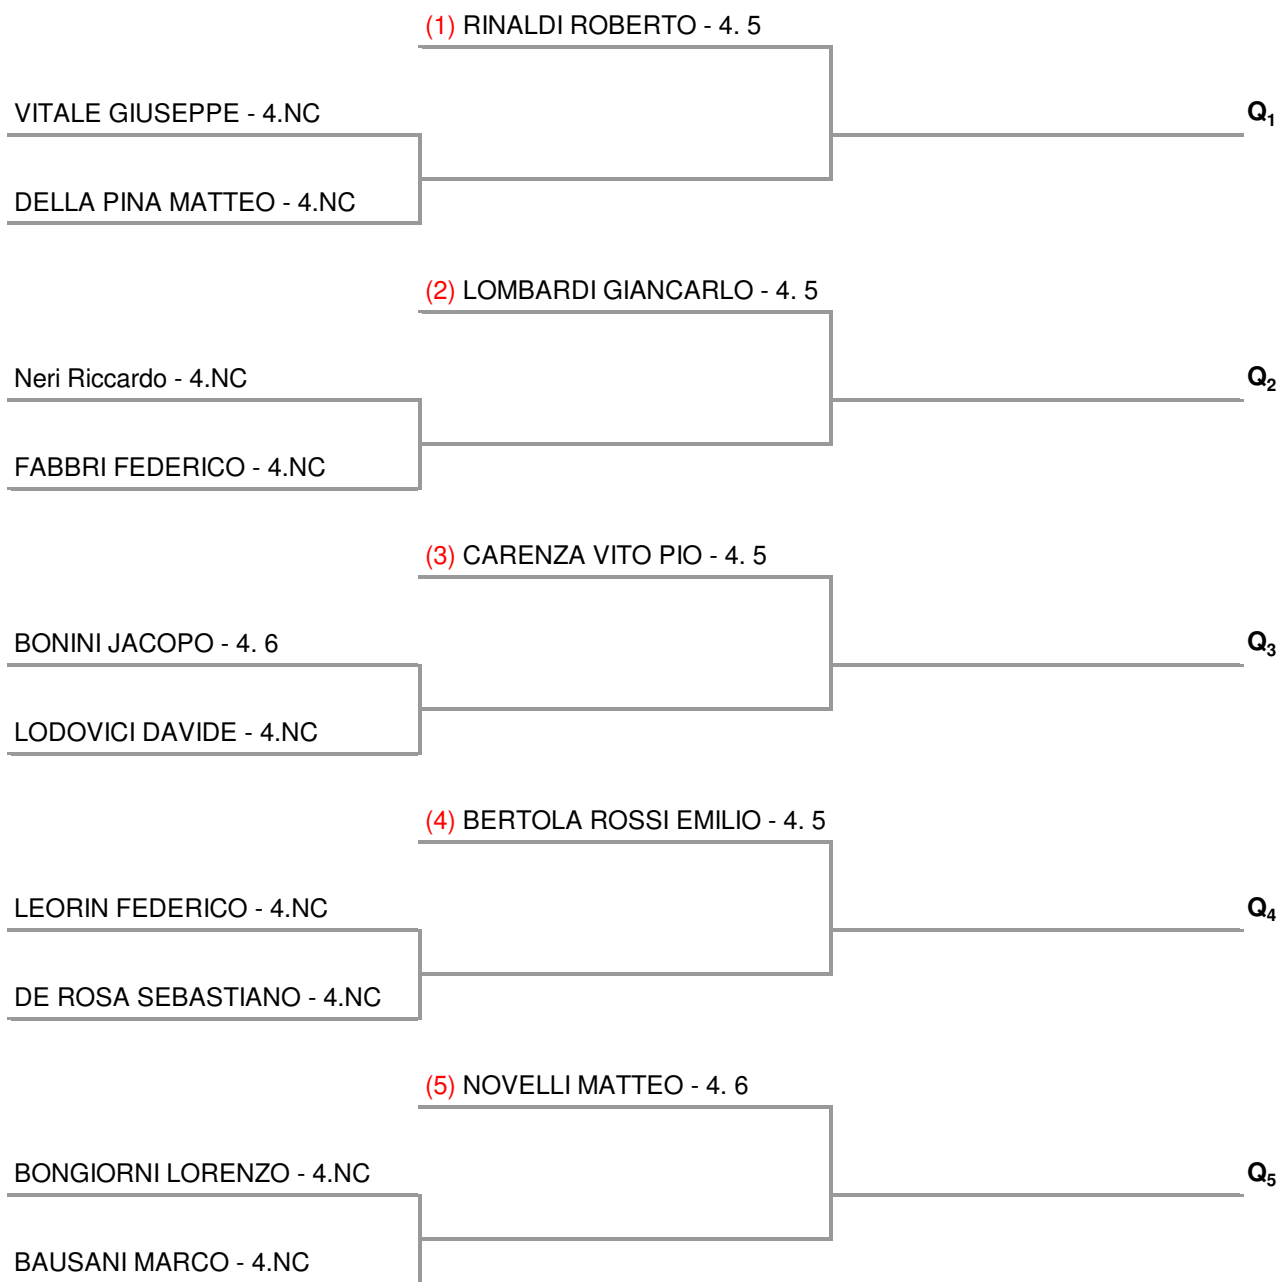 (1) RINALDI ROBERTO - 4. 5
VITALE GIUSEPPE - 4.NC
Q1
DELLA PINA MATTEO - 4.NC
(2) LOMBARDI GIANCARLO - 4. 5
Neri Riccardo - 4.NC
Q2
FABBRI FEDERICO - 4.NC
(3) CARENZA VITO PIO - 4. 5
BONINI JACOPO - 4. 6
Q3
LODOVICI DAVIDE - 4.NC
(4) BERTOLA ROSSI EMILIO - 4. 5
LEORIN FEDERICO - 4.NC
Q4
DE ROSA SEBASTIANO - 4.NC
(5) NOVELLI MATTEO - 4. 6
BONGIORNI LORENZO - 4.NC
Q5
BAUSANI MARCO - 4.NC